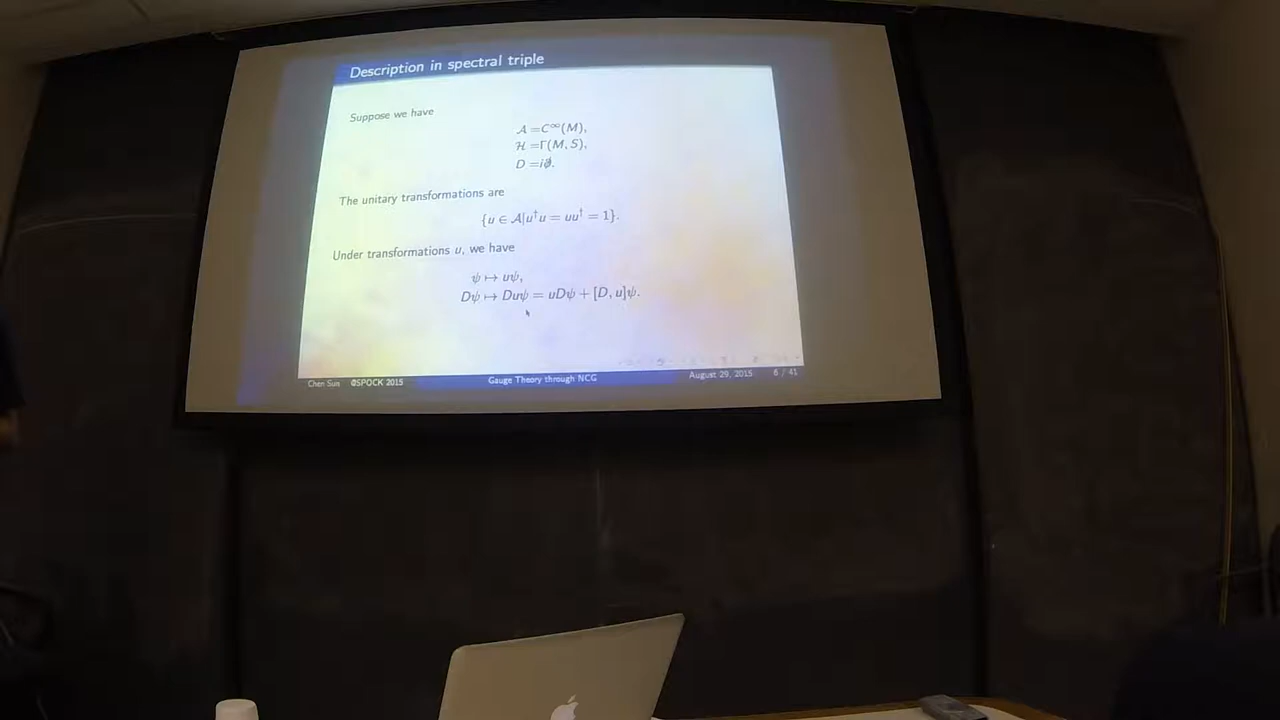 Description in spectral triple
Suppose we have
𝒜 =C^∞(M),
ℋ =Γ(M, S),
D =i∂̸.
The unitary transformations are
{u ∈ 𝒜|u†u = uu† = 1}.
Under transformations u, we have
ψ ↦ uψ,
Dψ ↦ Duψ = uDψ + [D, u]ψ.
Chen Sun @SPOCK 2015 Gauge Theory through NCG August 29, 2015 6 / 41